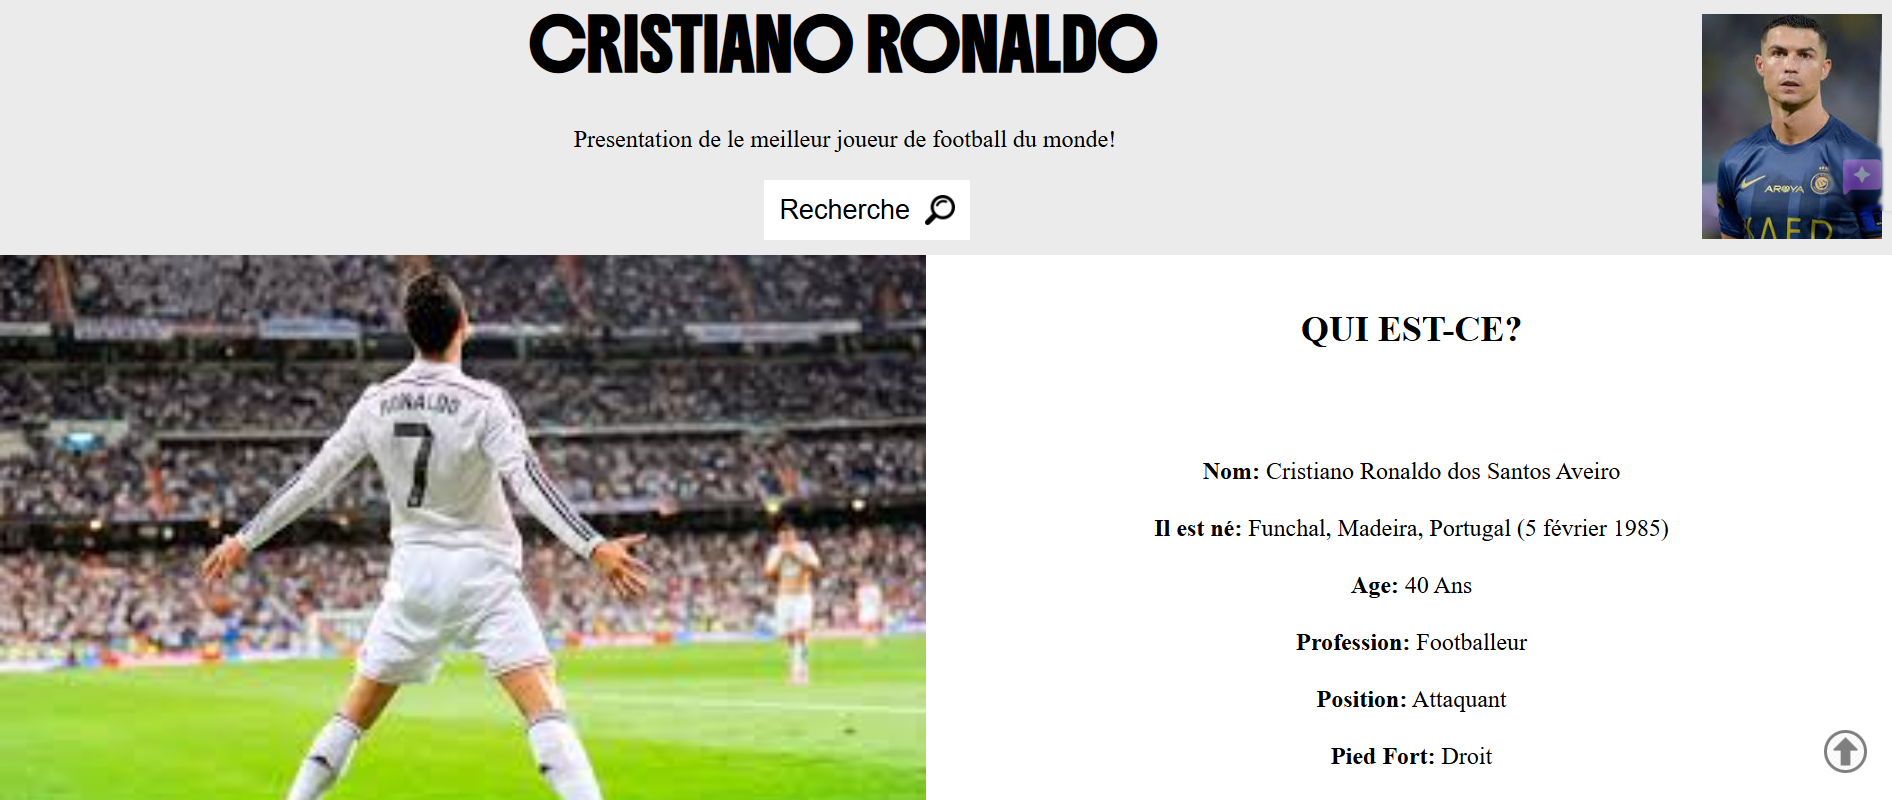 CRISTIANO RONALDO
Presentation de le meilleur joueur de football du monde!
Recherche
AROYA
RONALDO
7
QUI EST-CE?
Nom: Cristiano Ronaldo dos Santos Aveiro
Il est né: Funchal, Madeira, Portugal (5 février 1985)
Age: 40 Ans
Profession: Footballeur
Position: Attaquant
Pied Fort: Droit